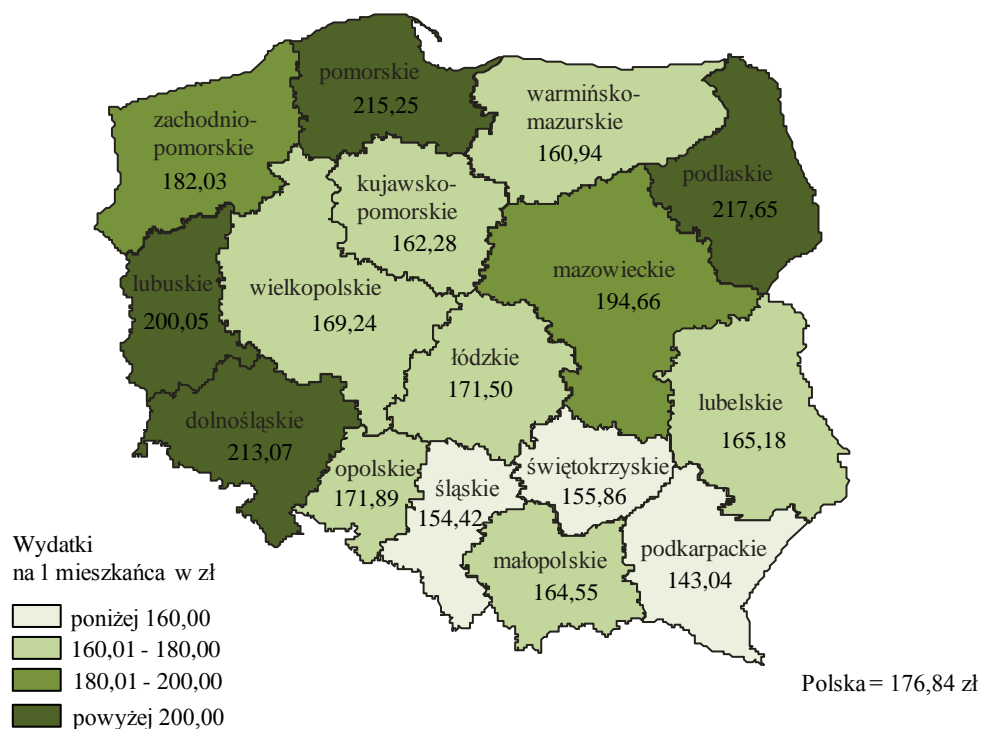 pomorskie
215,25
warmińsko-
mazurskie
160,94
zachodnio-
pomorskie
182,03
podlaskie
217,65
kujawsko-
pomorskie
162,28
mazowieckie
194,66
lubuskie
200,05
wielkopolskie
169,24
łódzkie
171,50
lubelskie
165,18
dolnośląskie
213,07
opolskie
171,89
śląskie
154,42
świętokrzyskie
155,86
małopolskie
164,55
podkarpackie
143,04
Wydatki
na 1 mieszkańca w zł
poniżej 160,00
160,01 - 180,00
180,01 - 200,00
powyżej 200,00
Polska = 176,84 zł